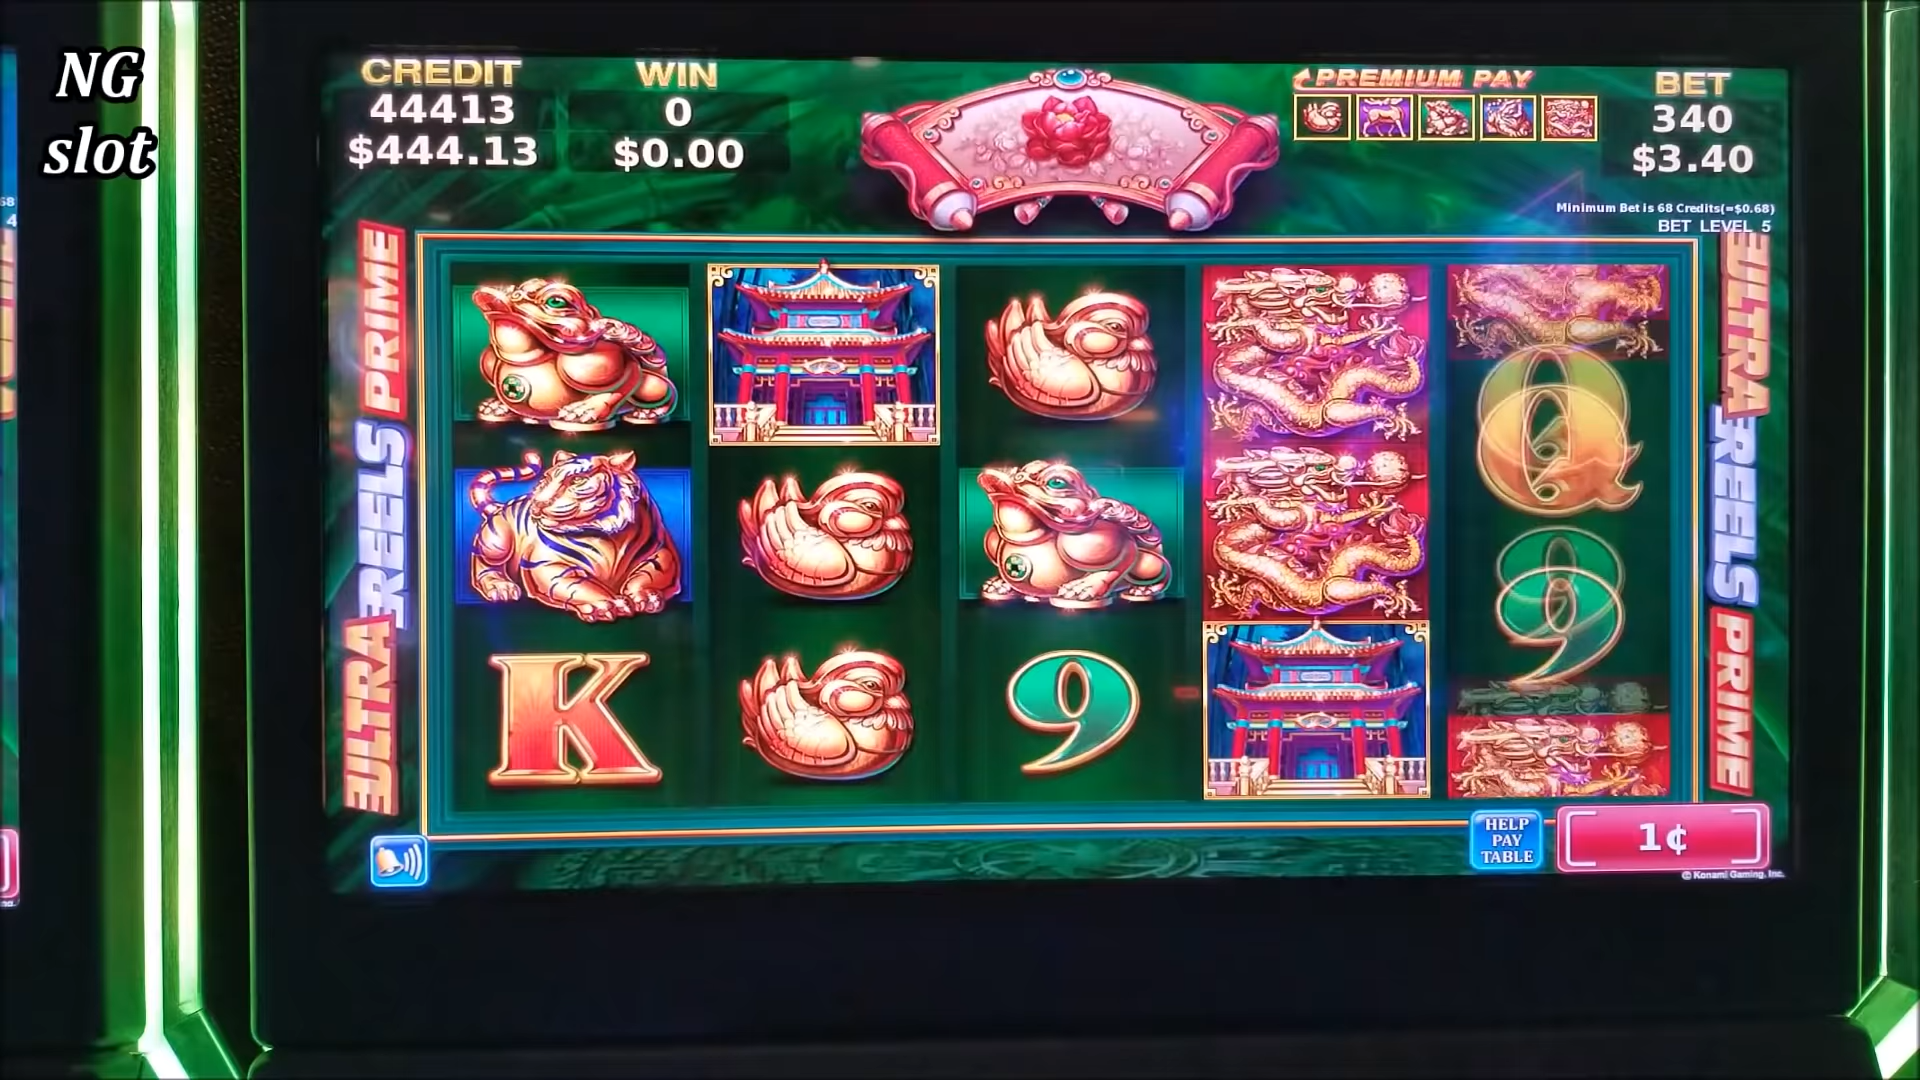 NG
slot
CREDIT
44413
$444.13
WIN
0
$0.00
PREMIUM PAY
BET
340
$3.40
Minimum Bet is 68 Credits(=$0.68)
BET LEVEL 5
ULTRA REELS PRIME
ULTRA REELS PRIME
K
9
Q
9
HELP
PAY
TABLE
1¢
© Konami Gaming, Inc.
68
4